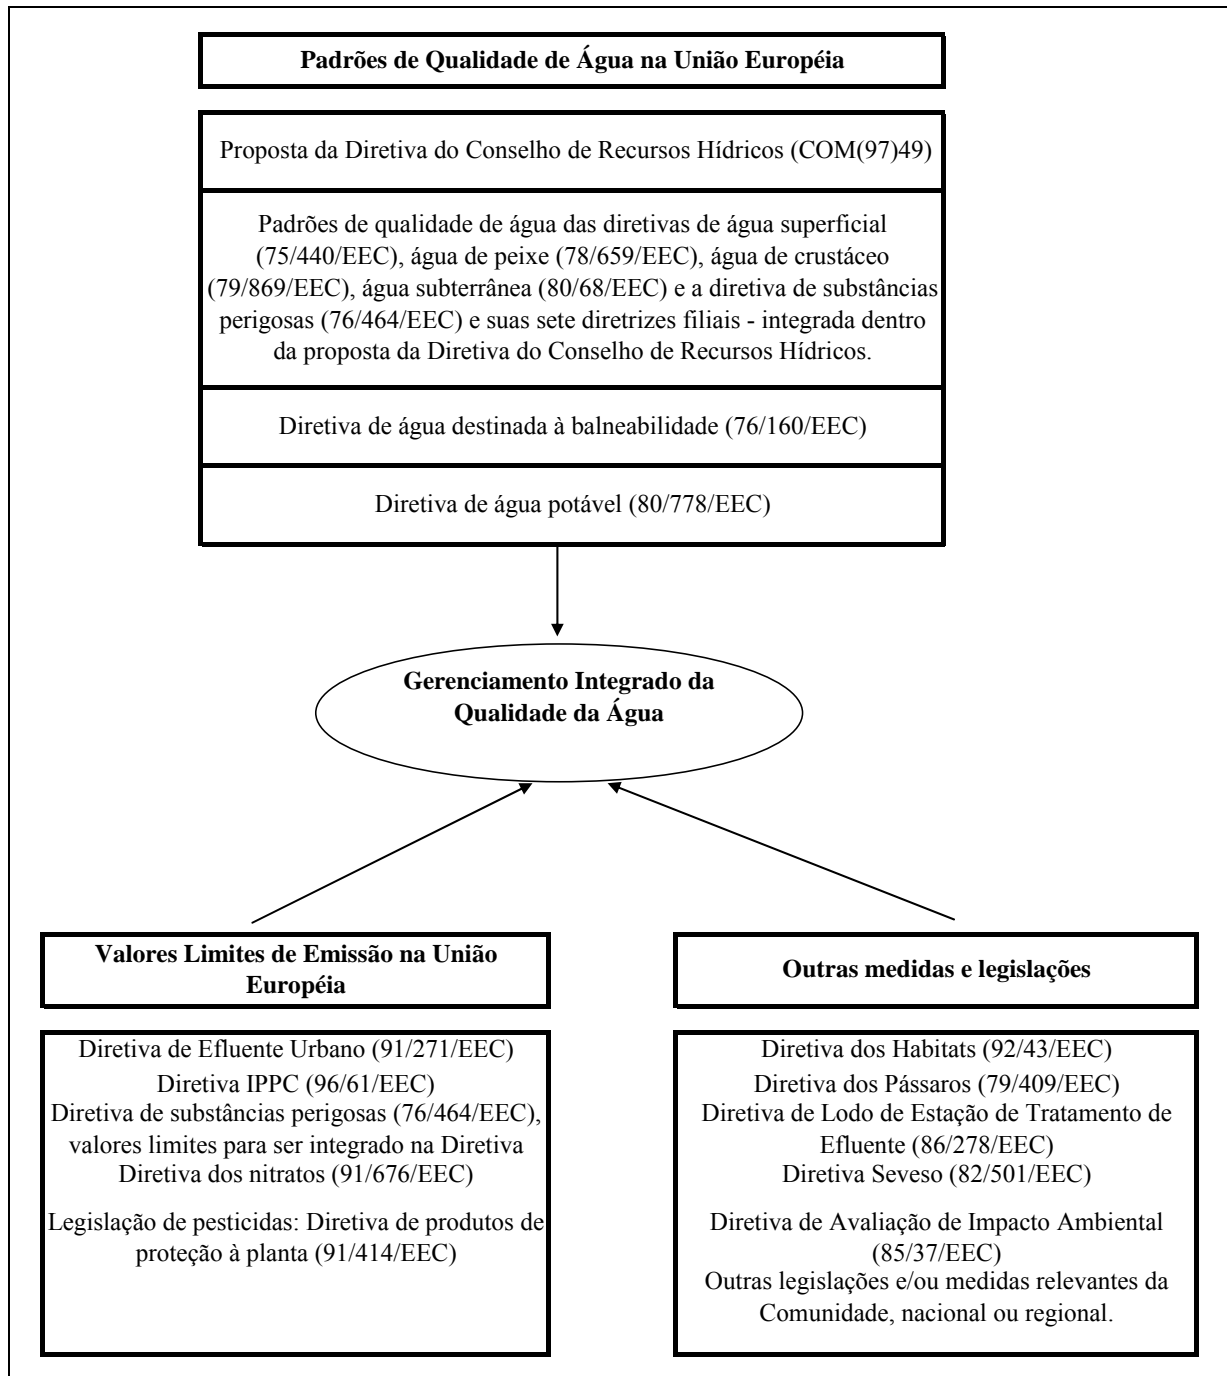 Padrões de Qualidade de Água na União Européia
Proposta da Diretiva do Conselho de Recursos Hídricos (COM(97)49)
Padrões de qualidade de água das diretivas de água superficial
(75/440/EEC), água de peixe (78/659/EEC), água de crustáceo
(79/869/EEC), água subterrânea (80/68/EEC) e a diretiva de substâncias
perigosas (76/464/EEC) e suas sete diretrizes filiais - integrada dentro
da proposta da Diretiva do Conselho de Recursos Hídricos.
Diretiva de água destinada à balneabilidade (76/160/EEC)
Diretiva de água potável (80/778/EEC)
Gerenciamento Integrado da
Qualidade da Água
Valores Limites de Emissão na União
Européia
Diretiva de Efluente Urbano (91/271/EEC)
Diretiva IPPC (96/61/EEC)
Diretiva de substâncias perigosas (76/464/EEC),
valores limites para ser integrado na Diretiva
Diretiva dos nitratos (91/676/EEC)
Legislação de pesticidas: Diretiva de produtos de
proteção à planta (91/414/EEC)
Outras medidas e legislações
Diretiva dos Habitats (92/43/EEC)
Diretiva dos Pássaros (79/409/EEC)
Diretiva de Lodo de Estação de Tratamento de
Efluente (86/278/EEC)
Diretiva Seveso (82/501/EEC)
Diretiva de Avaliação de Impacto Ambiental
(85/37/EEC)
Outras legislações e/ou medidas relevantes da
Comunidade, nacional ou regional.